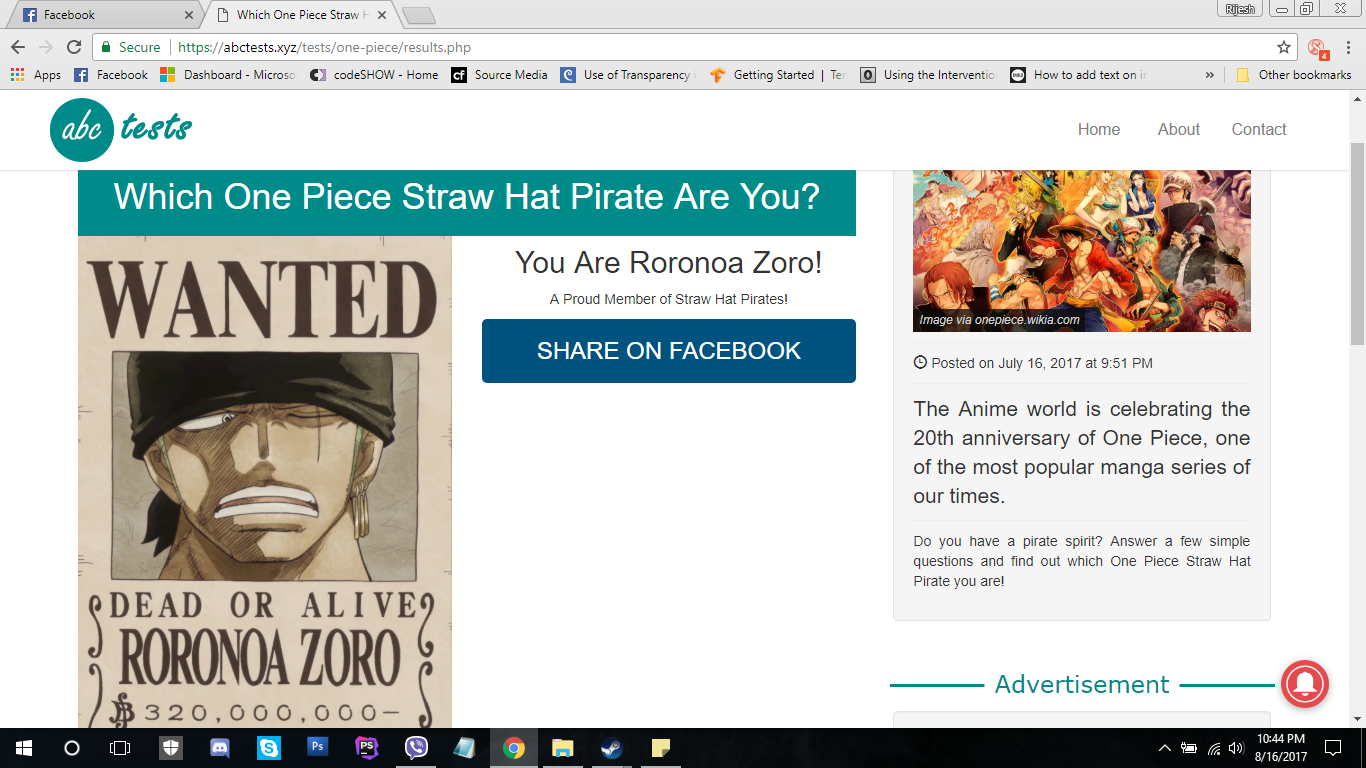 Facebook
Which One Piece Straw H
Rijesh
Secure
https://abctests.xyz/tests/one-piece/results.php
4
Apps
Facebook
Dashboard - Microso
codeSHOW - Home
Source Media
Use of Transparency i
Getting Started | Ter
Using the Interventio
How to add text on i
»
Other bookmarks
abc tests
Home
About
Contact
Which One Piece Straw Hat Pirate Are You?
WANTED
DEAD OR ALIVE
RORONOA ZORO
320,000,000-
You Are Roronoa Zoro!
A Proud Member of Straw Hat Pirates!
SHARE ON FACEBOOK
Image via onepiece.wikia.com
Posted on July 16, 2017 at 9:51 PM
The Anime world is celebrating the
20th anniversary of One Piece, one
of the most popular manga series of
our times.
Do you have a pirate spirit? Answer a few simple
questions and find out which One Piece Straw Hat
Pirate you are!
Advertisement
10:44 PM
8/16/2017